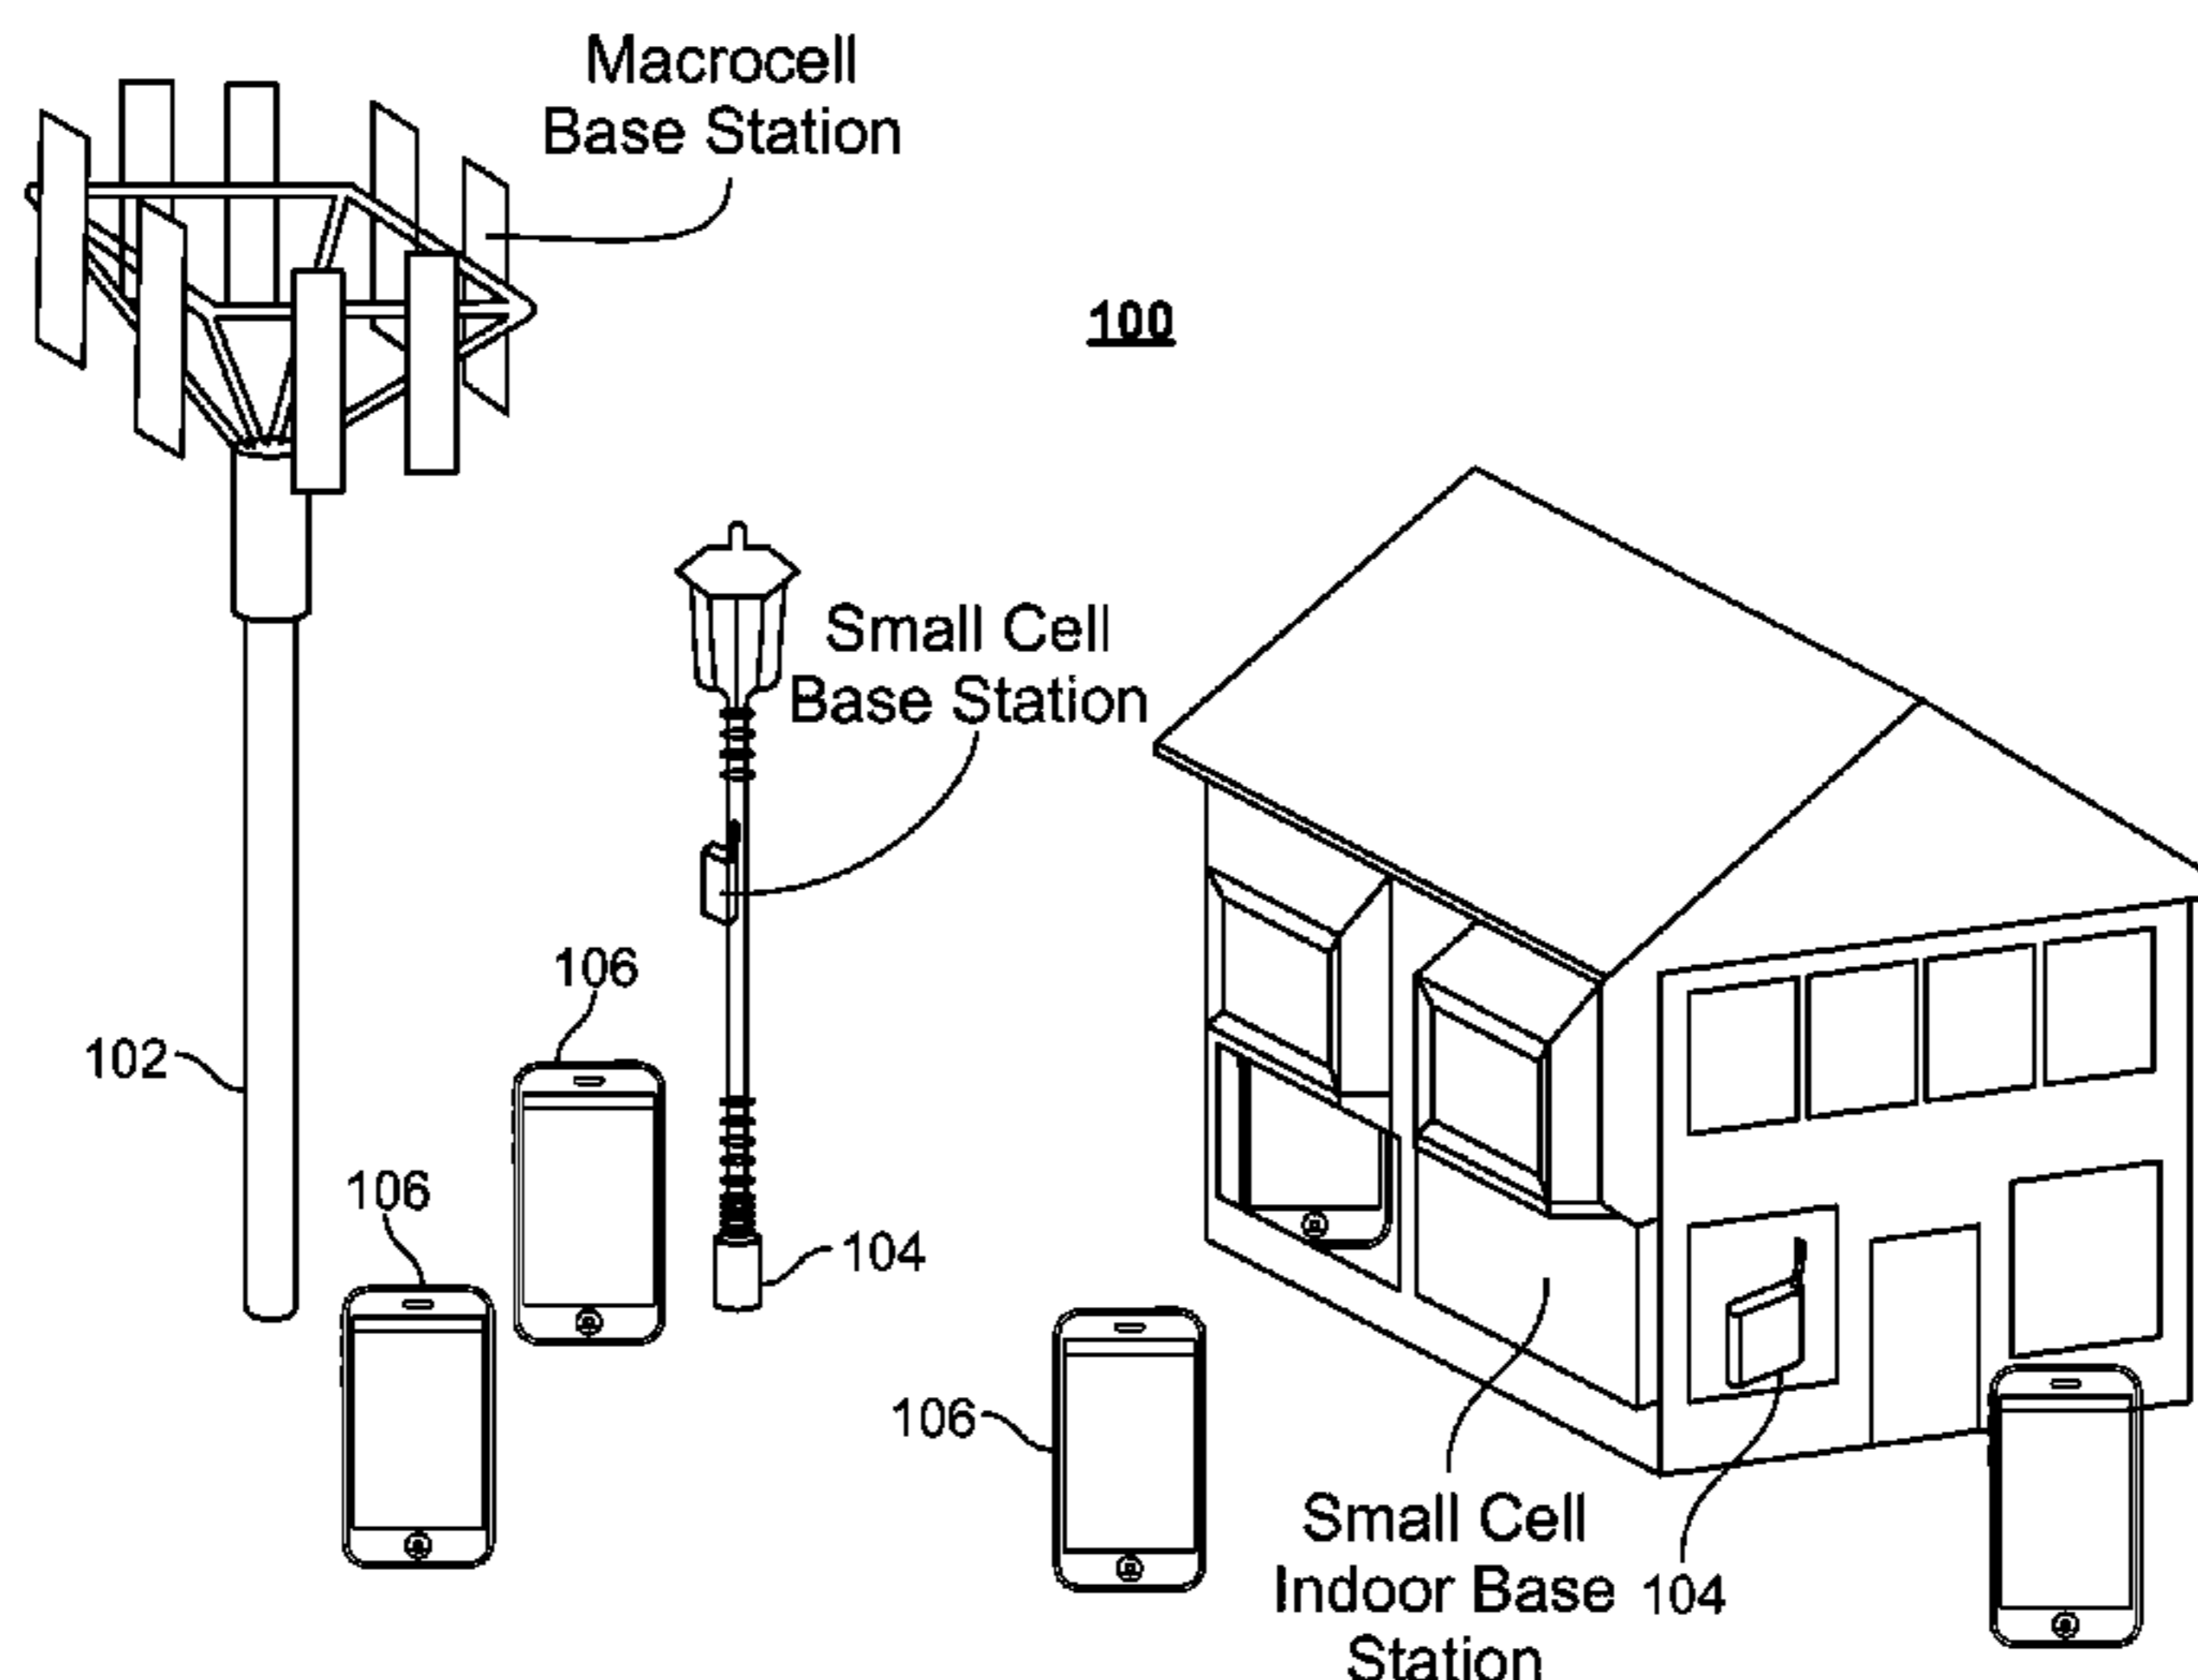 Macrocell
Base Station
100
Small Cell
Base Station
106
102
106
104
106
Small Cell
Indoor Base
Station
104